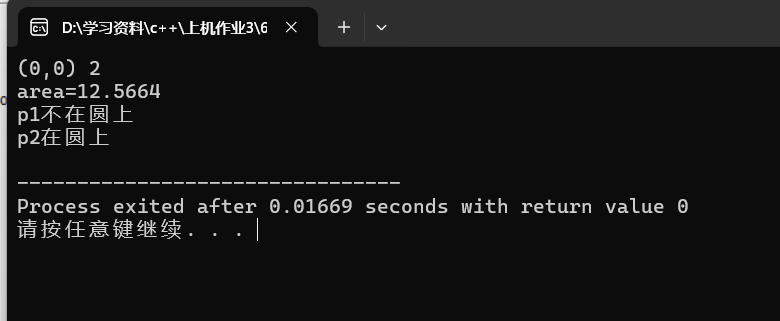 D:\学习资料\c++\上机作业3\6
(0,0) 2
area=12.5664
p1不在圆上
p2在圆上
--------------------------------
Process exited after 0.01669 seconds with return value 0
请按任意键继续. . .